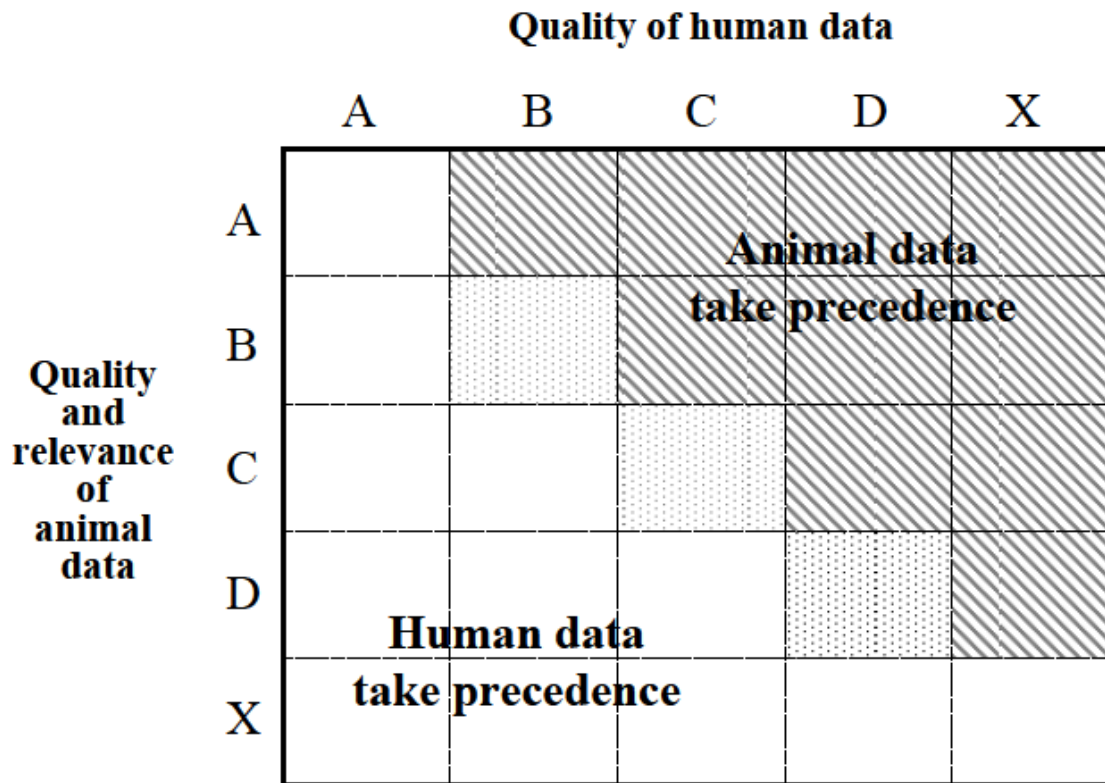 Quality of human data
A B C D X
A
Animal data
take precedence
B
Quality
and
relevance
of
animal
data
C
D
Human data
take precedence
X